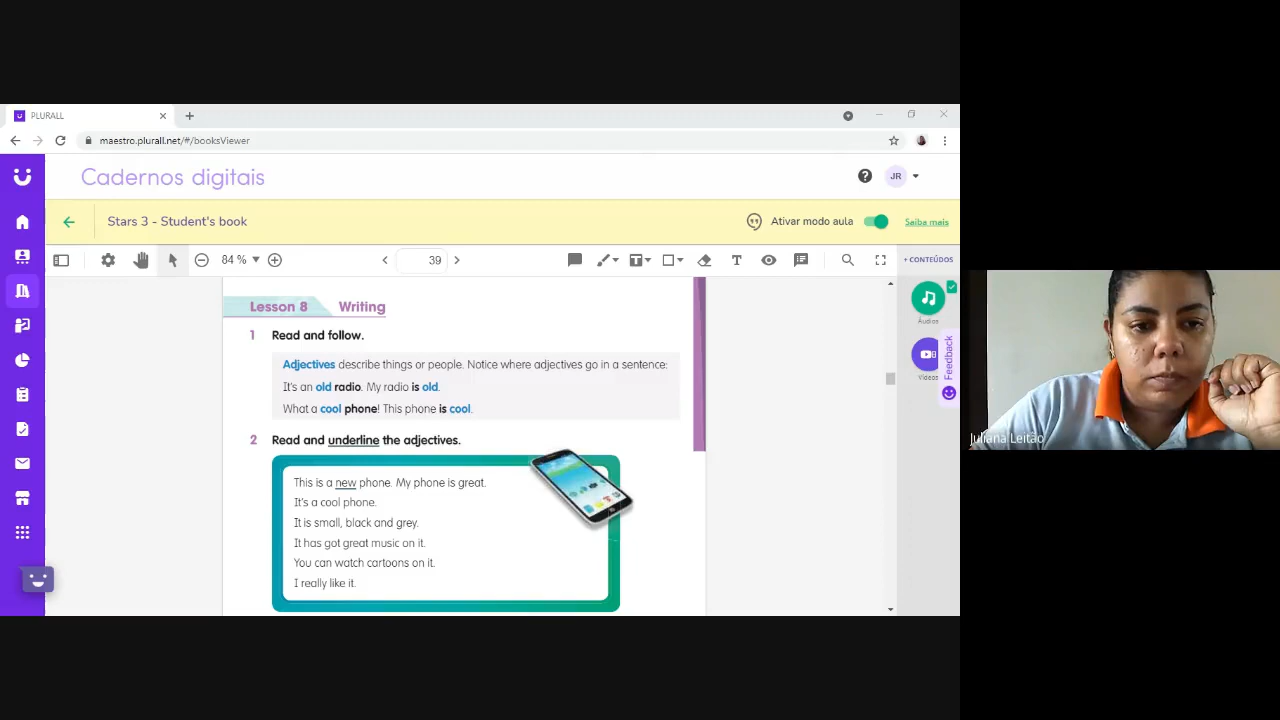 PLURALL
maestro.plurall.net/#/booksViewer
Cadernos digitais
JR
Stars 3 - Student's book
Ativar modo aula
Saiba mais
84 %
39
+ CONTEÚDOS
Lesson 8 Writing
1 Read and follow.
Adjectives describe things or people. Notice where adjectives go in a sentence:
It's an old radio. My radio is old.
What a cool phone! This phone is cool.
2 Read and underline the adjectives.
This is a new phone. My phone is great.
It's a cool phone.
It is small, black and grey.
It has got great music on it.
You can watch cartoons on it.
I really like it.
Áudios
Vídeos
Feedback
Juliana Leitão